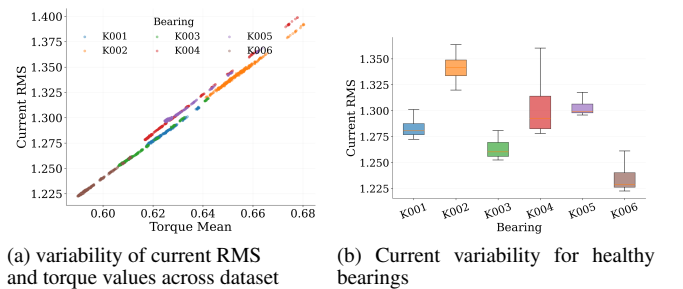 Bearing
K001 K003 K005
K002 K004 K006
1.400
1.375
1.350
1.325
1.300
1.275
1.250
1.225
Current RMS
0.60 0.62 0.64 0.66 0.68
Torque Mean
1.350
1.325
1.300
1.275
1.250
1.225
Current RMS
K001 K002 K003 K004 K005 K006
Bearing
(a) variability of current RMS
and torque values across dataset
(b) Current variability for healthy
bearings